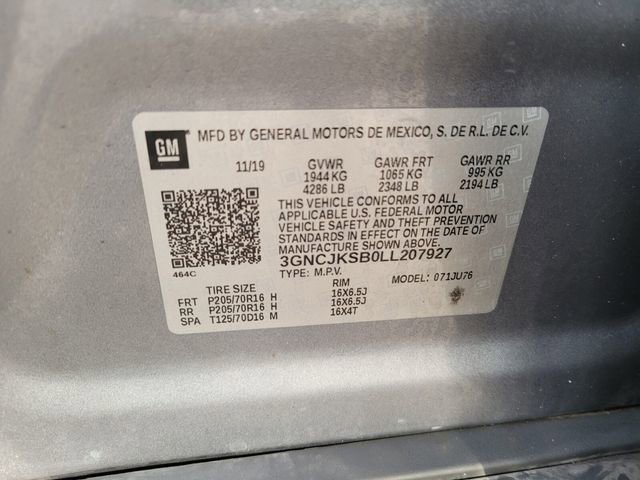 GM
MFD BY GENERAL MOTORS DE MEXICO, S. DE R.L. DE C.V.
11/19 GVWR GAWR FRT GAWR RR
1944 KG 1065 KG 995 KG
4286 LB 2348 LB 2194 LB
THIS VEHICLE CONFORMS TO ALL
APPLICABLE U.S. FEDERAL MOTOR
VEHICLE SAFETY AND THEFT PREVENTION
STANDARDS IN EFFECT ON THE DATE OF
MANUFACTURE SHOWN ABOVE.
3GNCJKSB0LL207927
464C
TYPE: M.P.V. MODEL: 071JU76
TIRE SIZE RIM
FRT P205/70R16 H 16X6.5J
RR P205/70R16 H 16X6.5J
SPA T125/70D16 M 16X4T